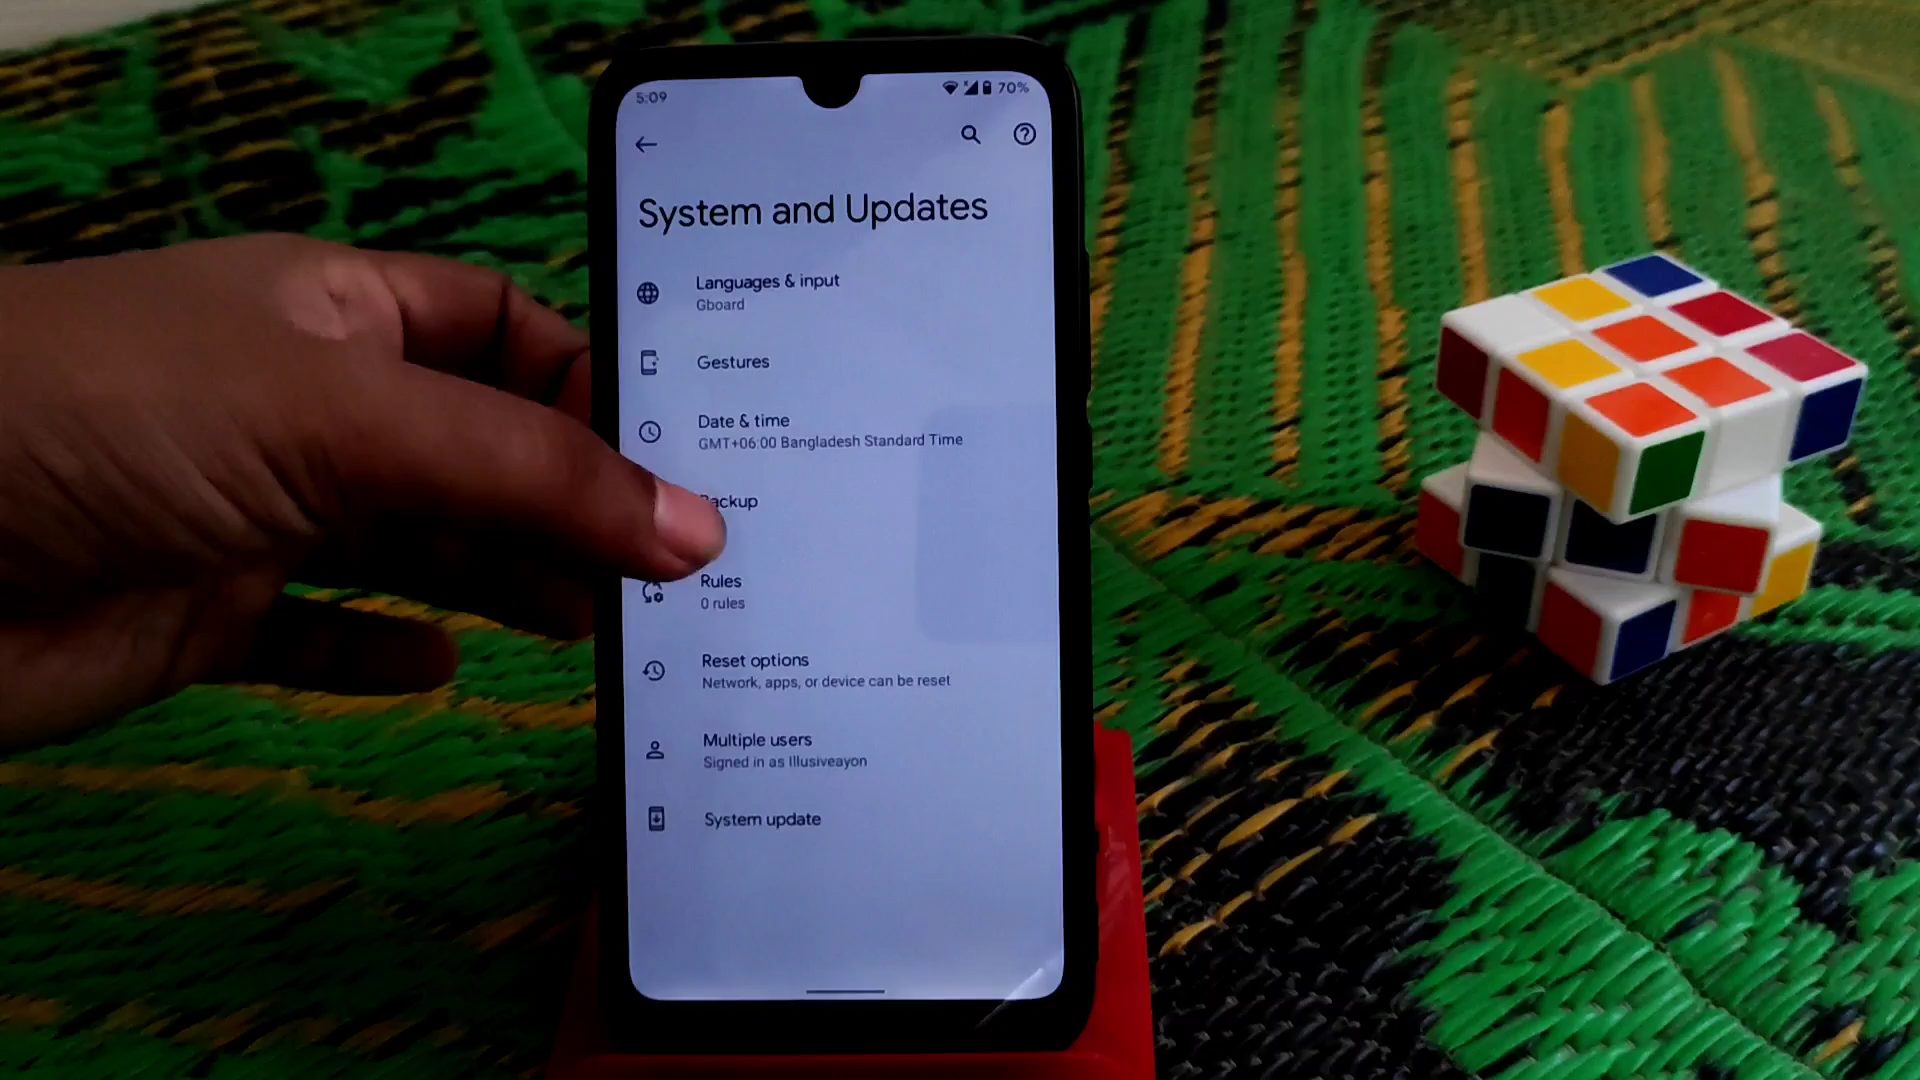 5:09
70%
System and Updates
Languages & input
Gboard
Gestures
Date & time
GMT+06:00 Bangladesh Standard Time
Backup
Rules
0 rules
Reset options
Network, apps, or device can be reset
Multiple users
Signed in as Illusiveayon
System update